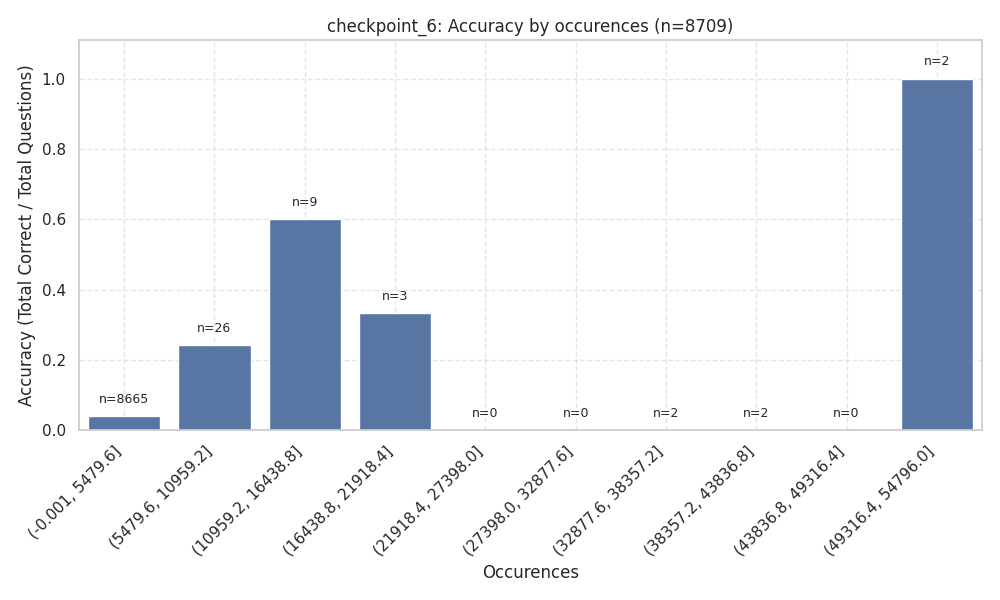 checkpoint_6: Accuracy by occurences (n=8709)
Accuracy (Total Correct / Total Questions)
1.0
0.8
0.6
0.4
0.2
0.0
n=8665
n=26
n=9
n=3
n=0
n=0
n=2
n=2
n=0
n=2
(-0.001, 5479.6]
(5479.6, 10959.2]
(10959.2, 16438.8]
(16438.8, 21918.4]
(21918.4, 27398.0]
(27398.0, 32877.6]
(32877.6, 38357.2]
(38357.2, 43836.8]
(43836.8, 49316.4]
(49316.4, 54796.0]
Occurences